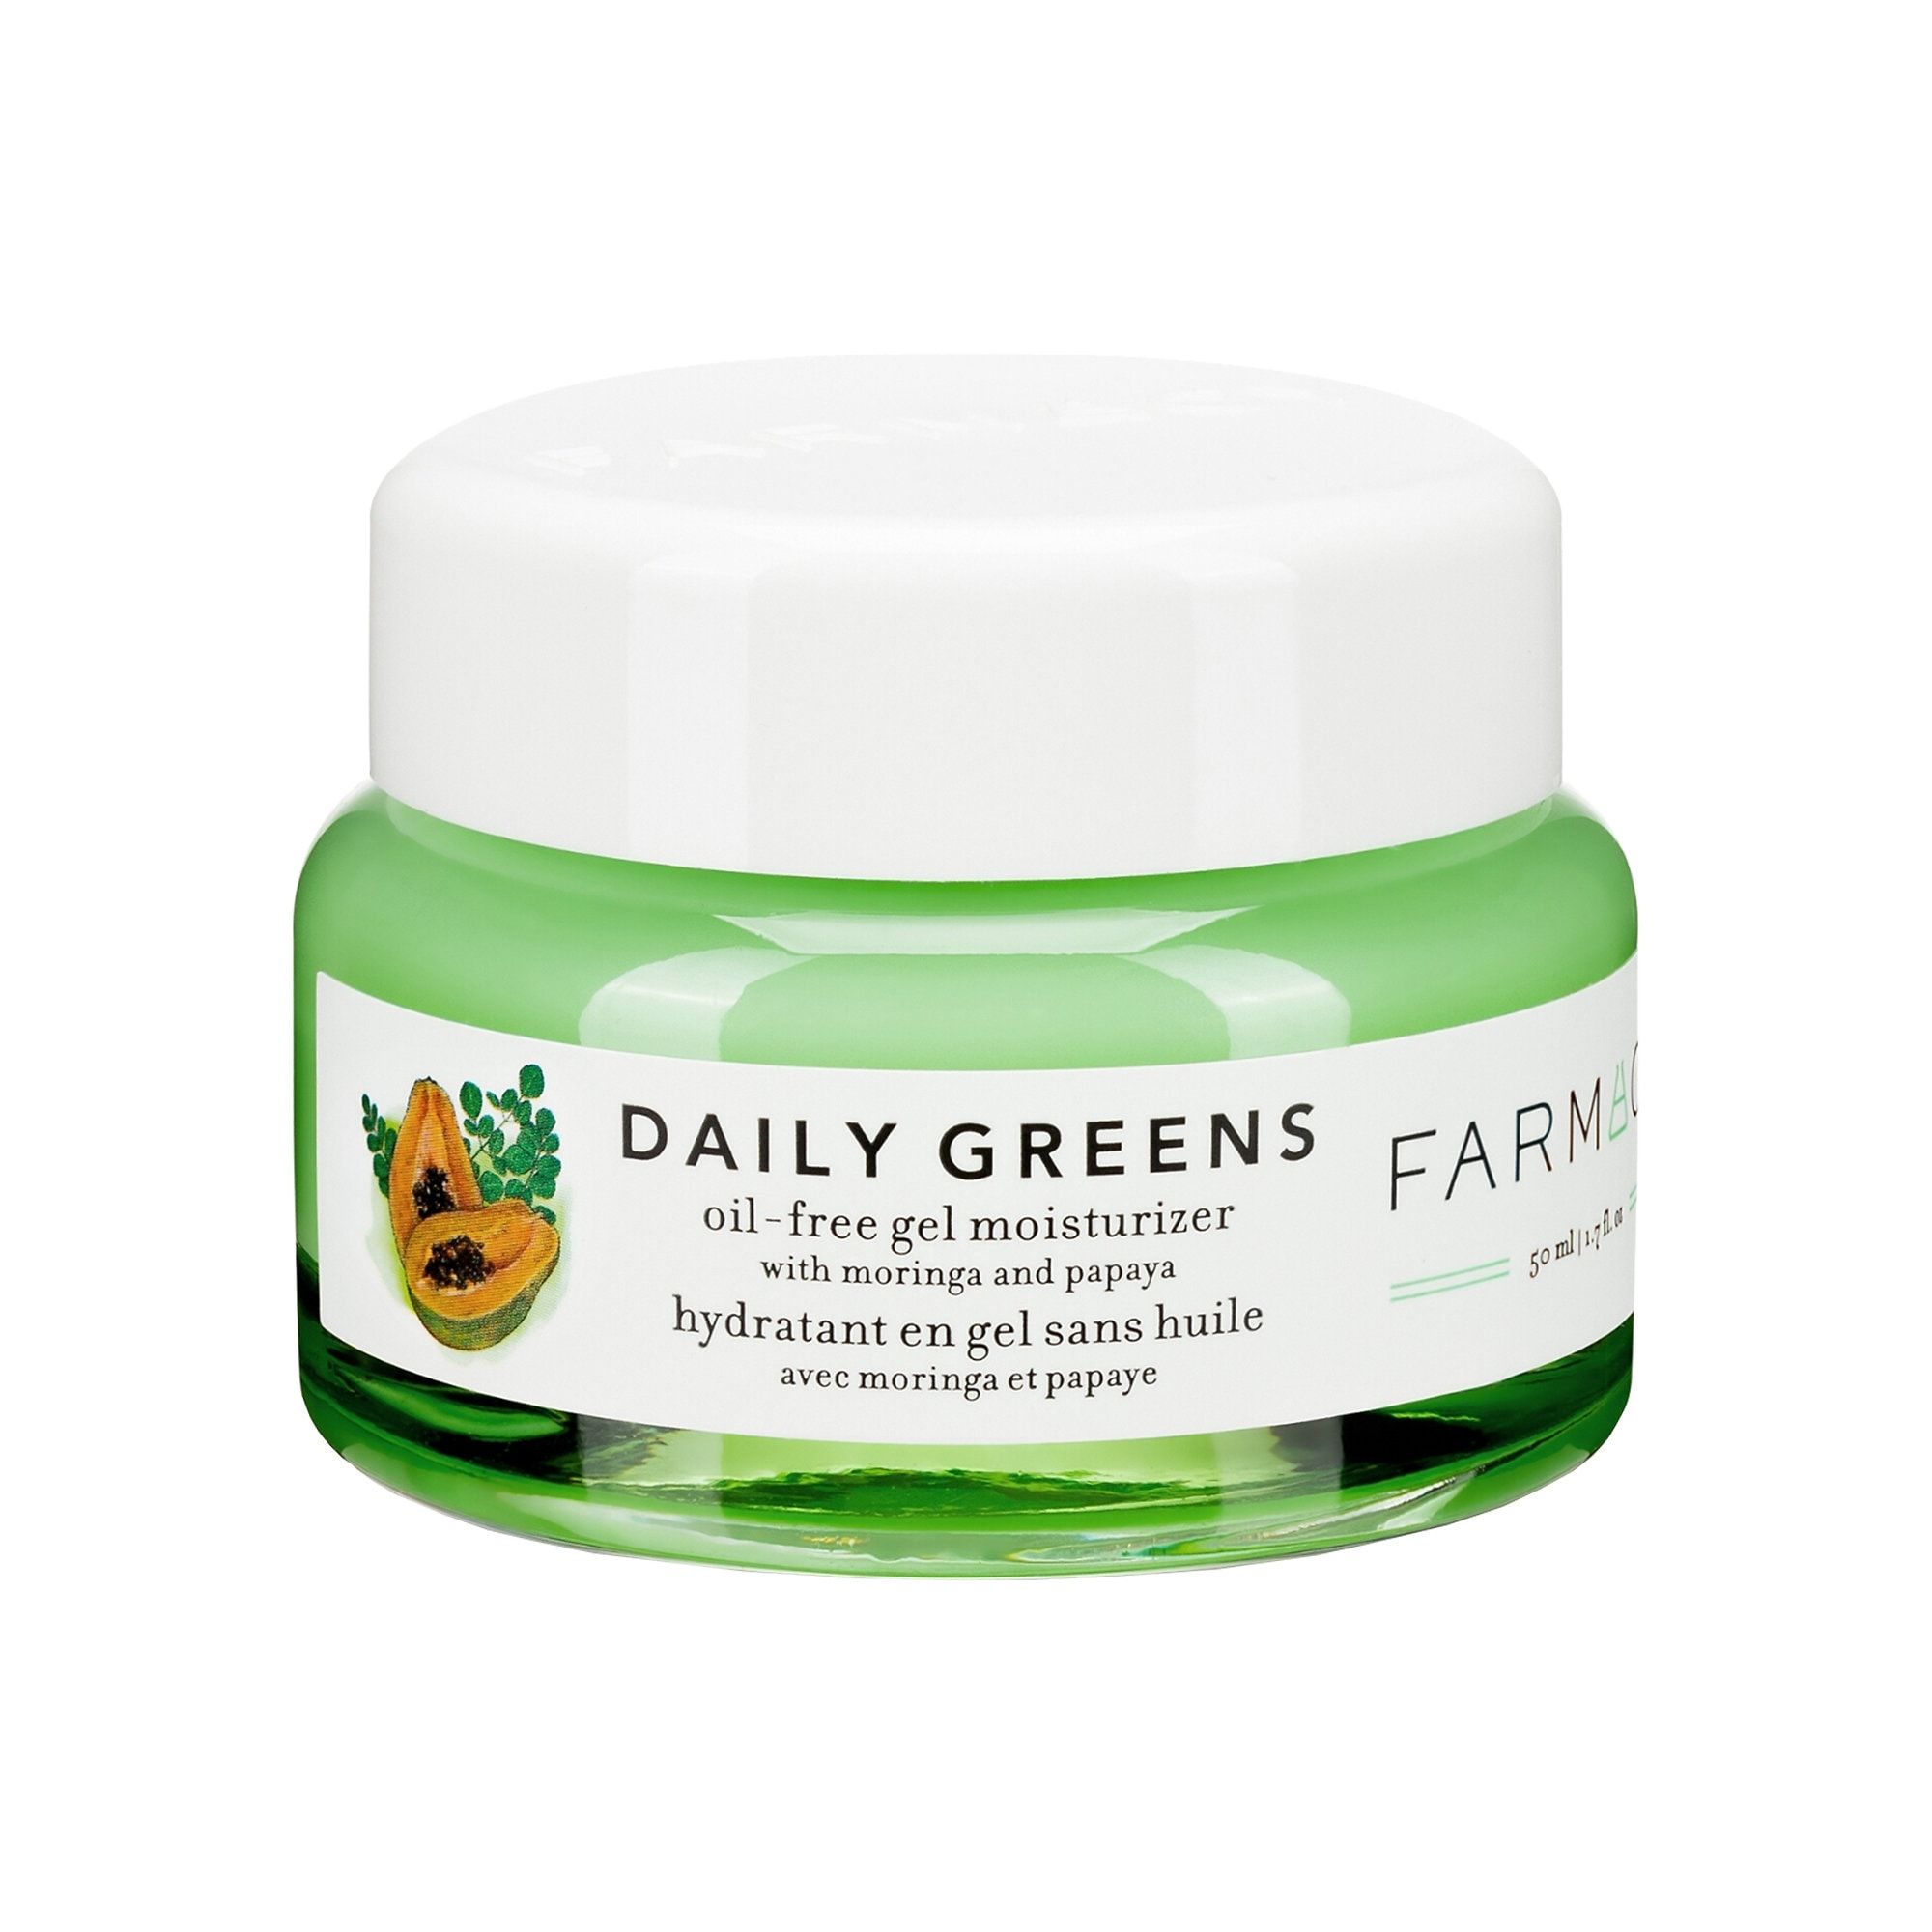 DAILY GREENS
oil-free gel moisturizer
with moringa and papaya
hydratant en gel sans huile
avec moringa et papaye
50 ml | 1.7 fl. oz